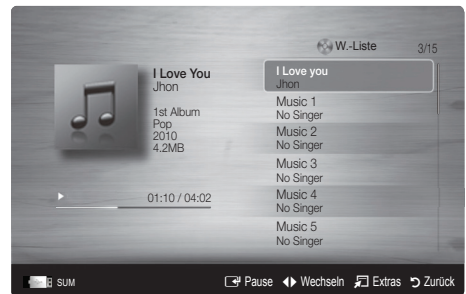 W.-Liste 3/15
I Love You
Jhon
1st Album
Pop
2010
4.2MB
01:10 / 04:02
I Love you
Jhon
Music 1
No Singer
Music 2
No Singer
Music 3
No Singer
Music 4
No Singer
Music 5
No Singer
SUM Pause Wechseln Extras Zurück